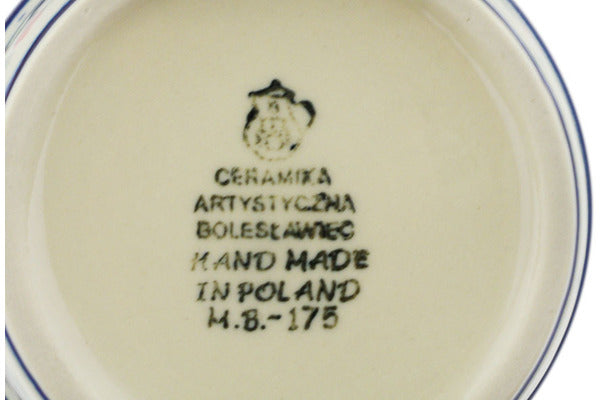 CERAMIKA
ARTYSTYCZNA
BOLESŁAWIEC
HAND MADE
IN POLAND
M.B.-175